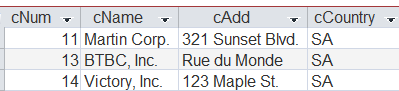 cNum cName cAdd cCountry
11 Martin Corp. 321 Sunset Blvd. SA
13 BTBC, Inc. Rue du Monde SA
14 Victory, Inc. 123 Maple St. SA